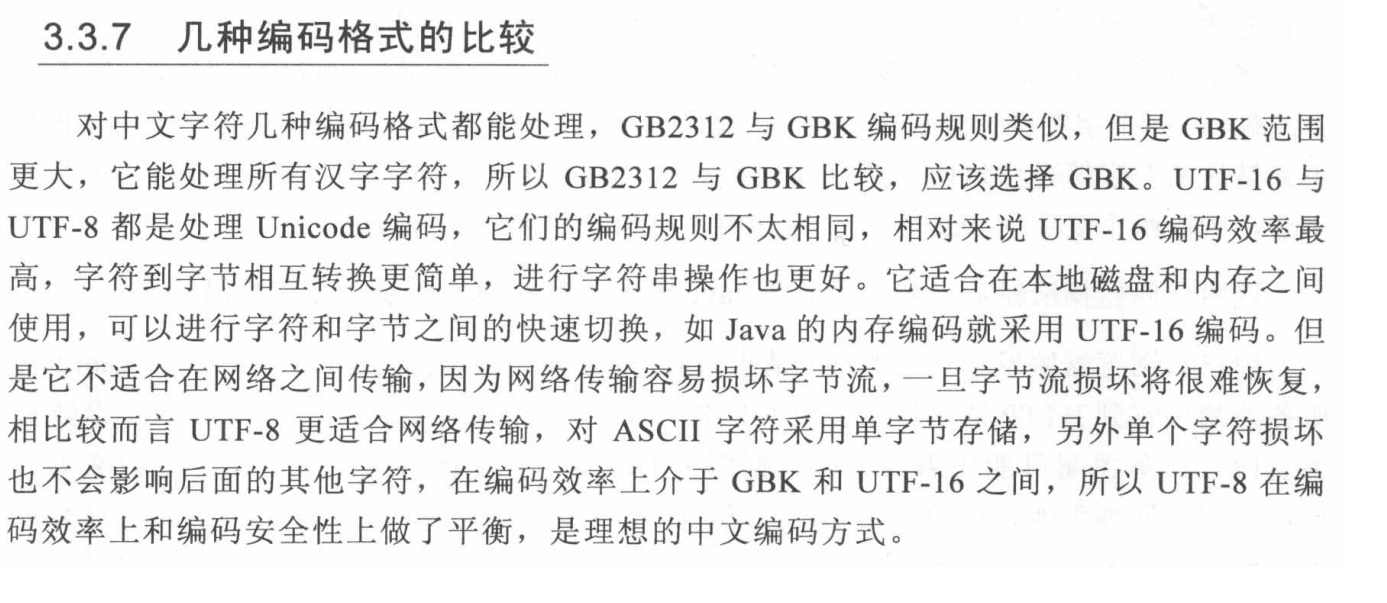 3.3.7 几种编码格式的比较
对中文字符几种编码格式都能处理，GB2312 与 GBK 编码规则类似，但是 GBK 范围
更大，它能处理所有汉字字符，所以 GB2312 与 GBK 比较，应该选择 GBK。UTF-16 与
UTF-8 都是处理 Unicode 编码，它们的编码规则不太相同，相对来说 UTF-16 编码效率最
高，字符到字节相互转换更简单，进行字符串操作也更好。它适合在本地磁盘和内存之间
使用，可以进行字符和字节之间的快速切换，如 Java 的内存编码就采用 UTF-16 编码。但
是它不适合在网络之间传输，因为网络传输容易损坏字节流，一旦字节流损坏将很难恢复，
相比较而言 UTF-8 更适合网络传输，对 ASCII 字符采用单字节存储，另外单个字符损坏
也不会影响后面的其他字符，在编码效率上介于 GBK 和 UTF-16 之间，所以 UTF-8 在编
码效率上和编码安全性上做了平衡，是理想的中文编码方式。